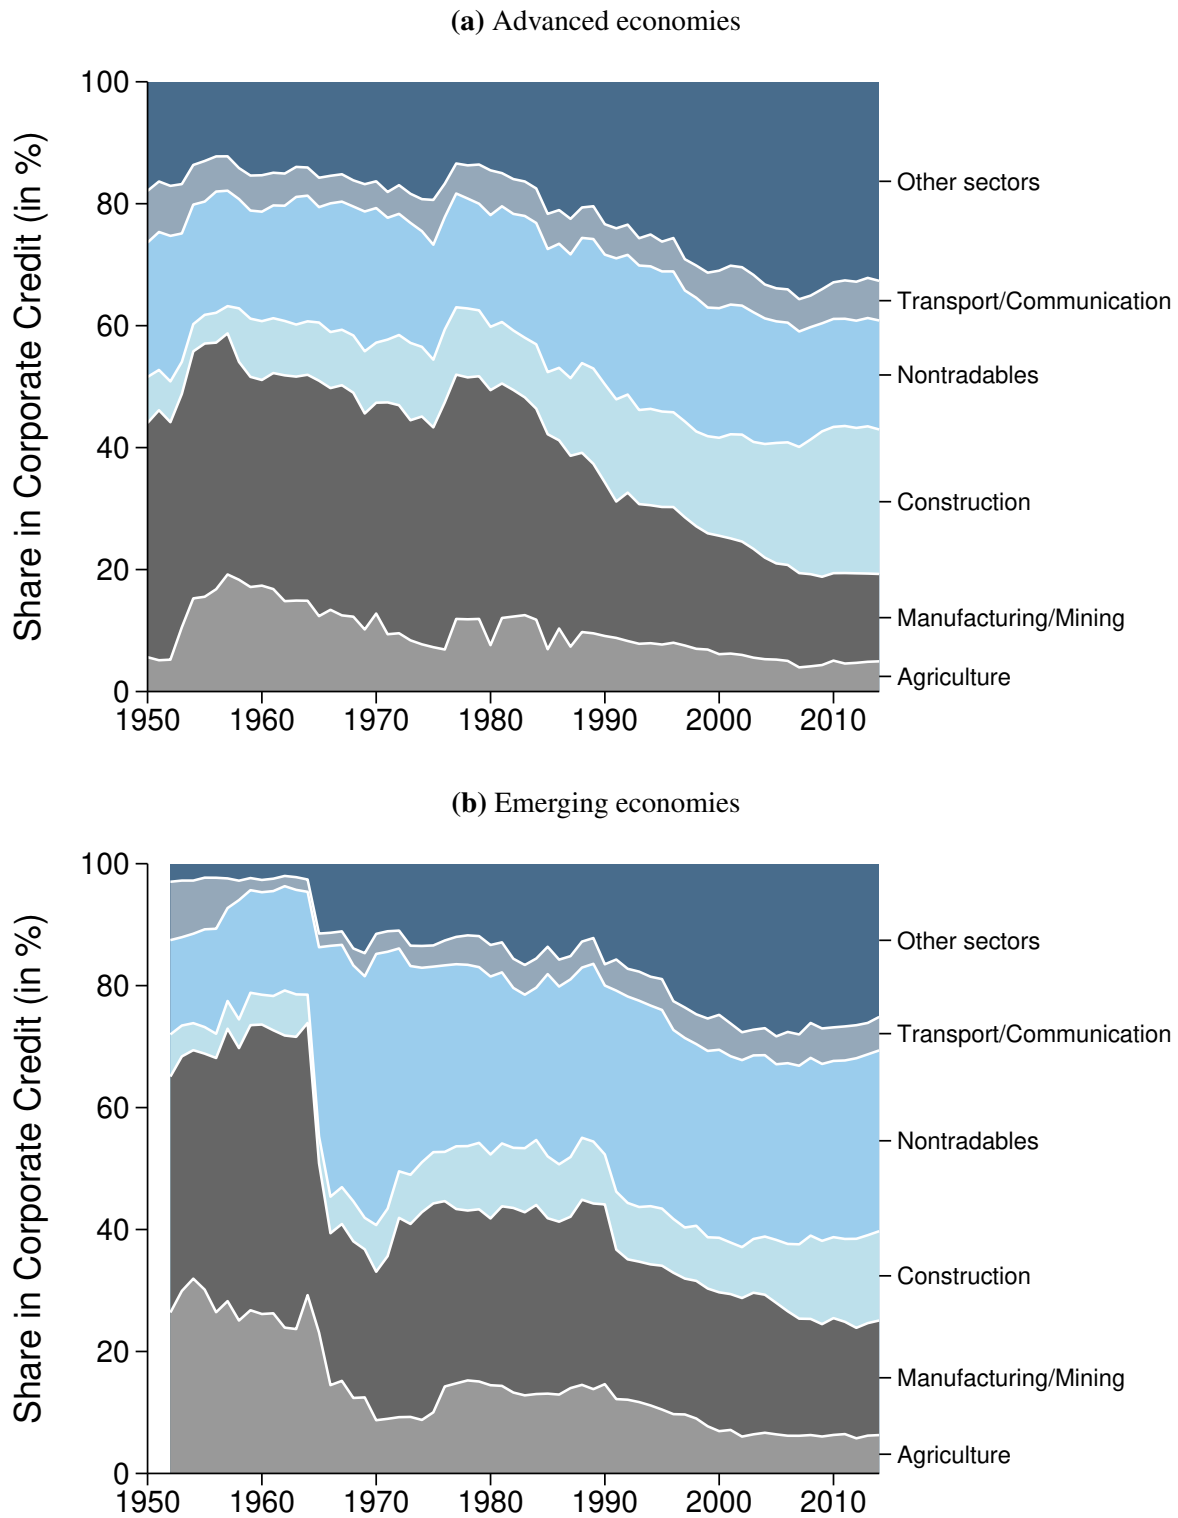 (a) Advanced economies
Share in Corporate Credit (in %)
100
80
60
40
20
0
1950 1960 1970 1980 1990 2000 2010
Other sectors
Transport/Communication
Nontradables
Construction
Manufacturing/Mining
Agriculture
(b) Emerging economies
Share in Corporate Credit (in %)
100
80
60
40
20
0
1950 1960 1970 1980 1990 2000 2010
Other sectors
Transport/Communication
Nontradables
Construction
Manufacturing/Mining
Agriculture